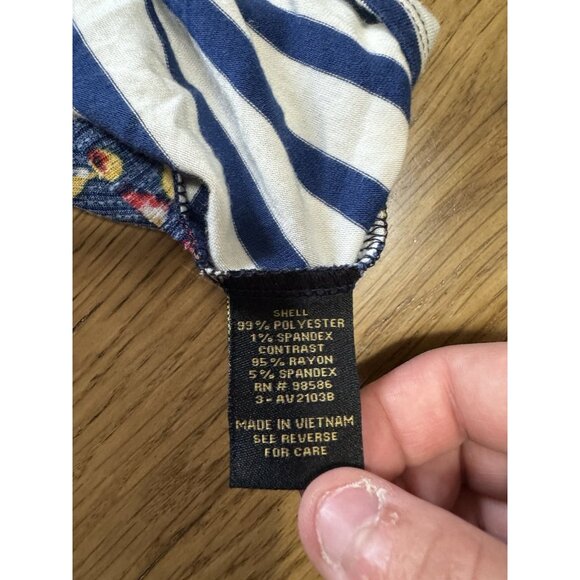 SHELL
99% POLYESTER
1% SPANDEX
CONTRAST
95% RAYON
5% SPANDEX
RN # 98586
3-AV2103B
MADE IN VIETNAM
SEE REVERSE
FOR CARE